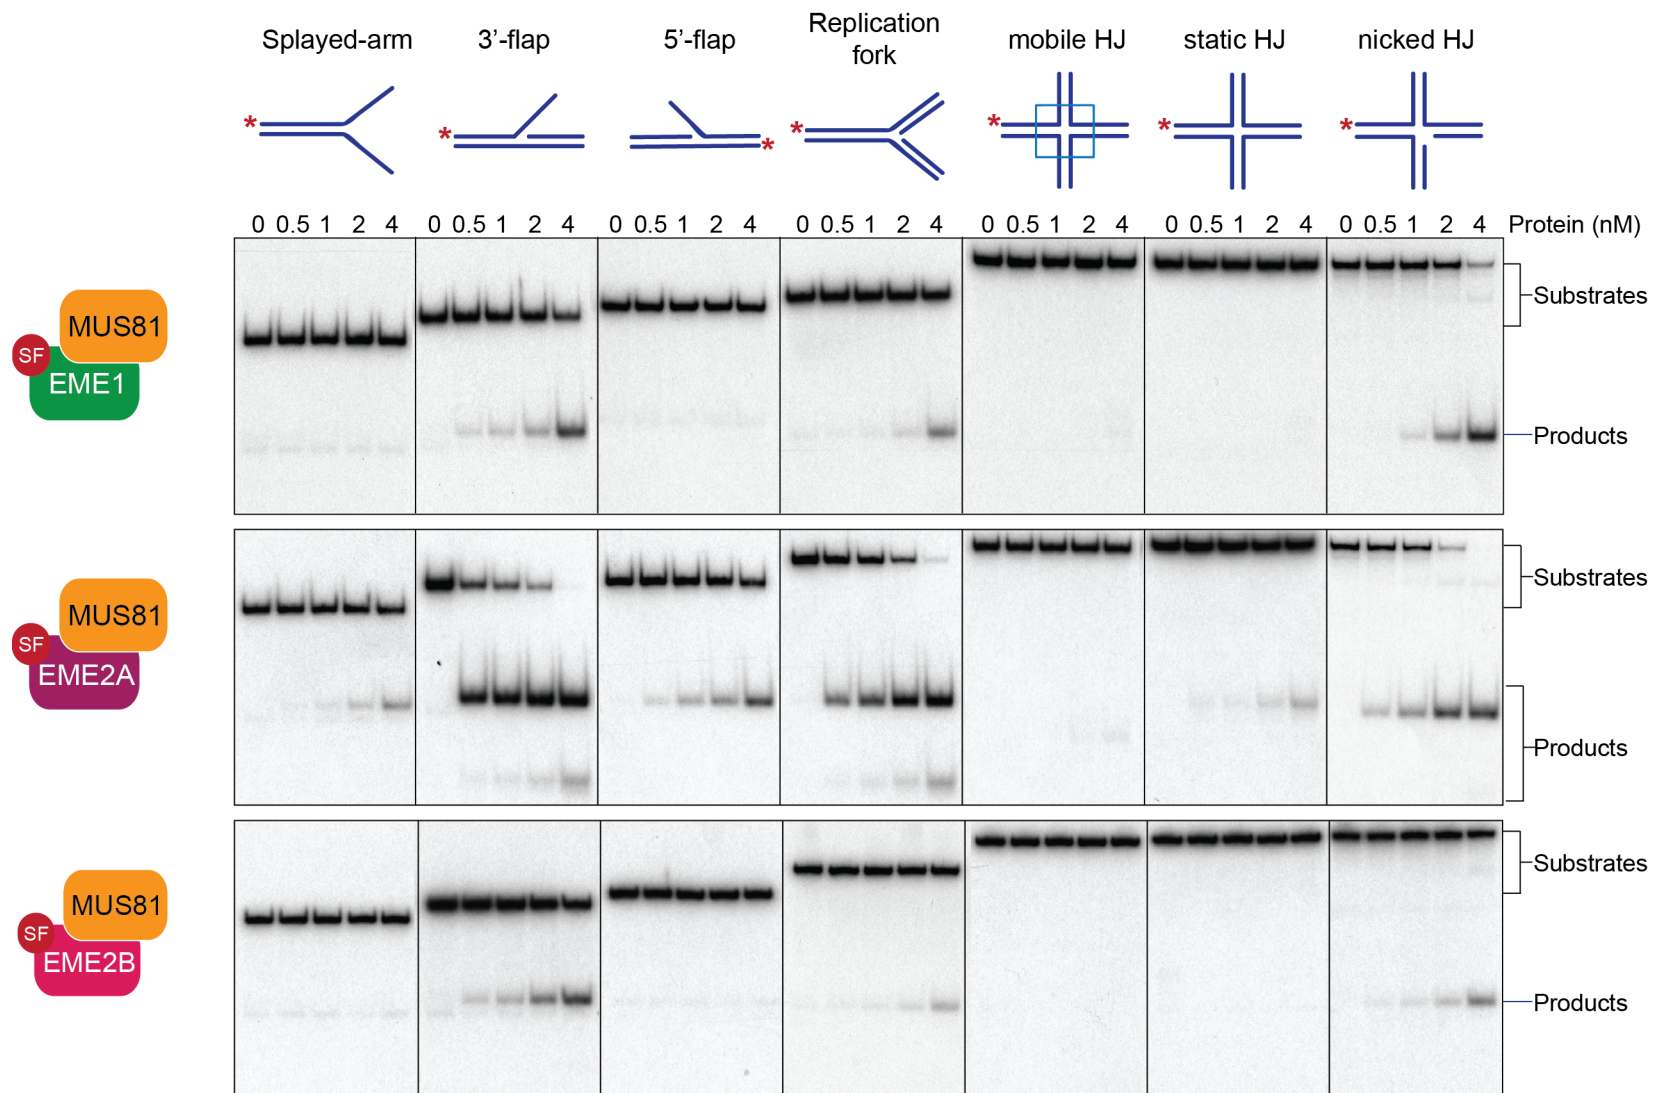 Splayed-arm 3’-flap 5’-flap Replication fork mobile HJ static HJ nicked HJ
* * * * * * *
0 0.5 1 2 4 0 0.5 1 2 4 0 0.5 1 2 4 0 0.5 1 2 4 0 0.5 1 2 4 0 0.5 1 2 4 0 0.5 1 2 4 Protein (nM)
MUS81
SF
EME1
Substrates
Products
MUS81
SF
EME2A
Substrates
Products
MUS81
SF
EME2B
Substrates
Products